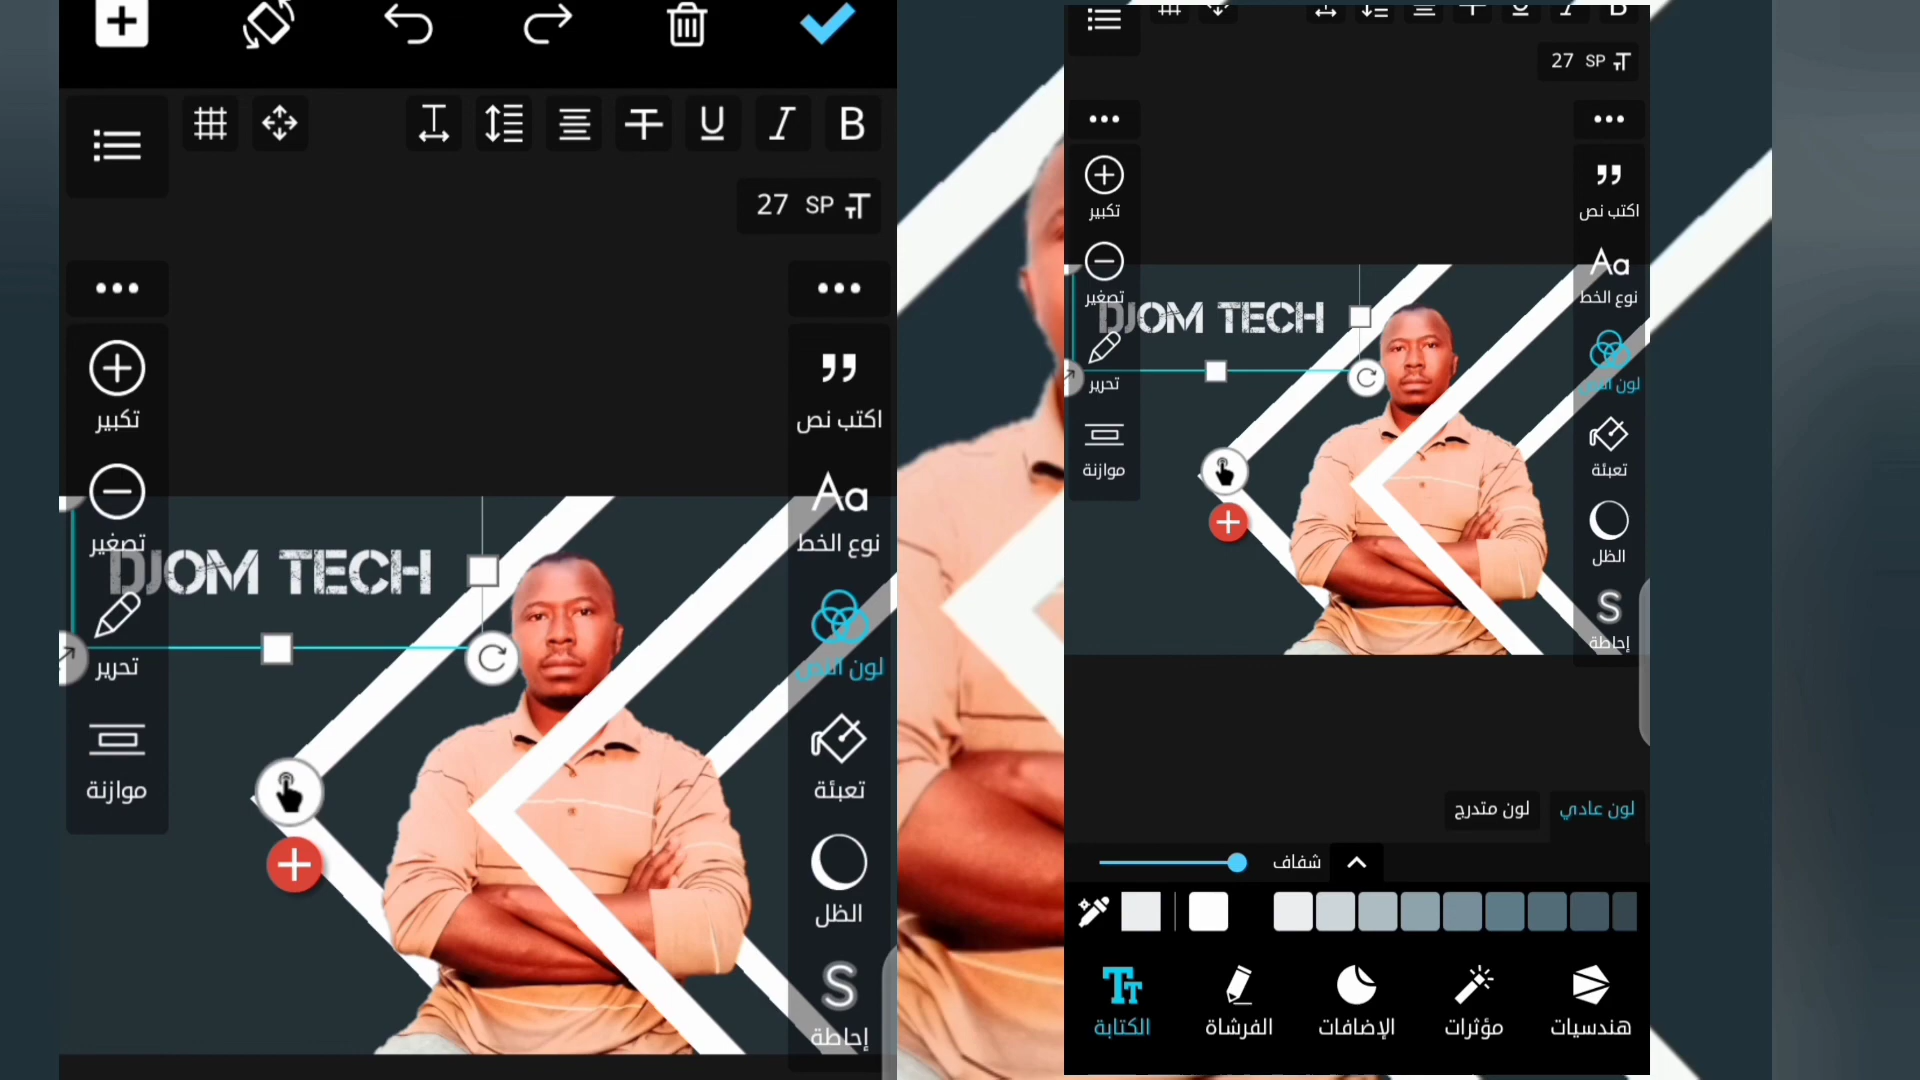 B
27 SP
تكبير
اكتب نص
تصغير
نوع الخط
DJOM TECH
لون النص
تحرير
تعبئة
موازنة
الظل
S
إحاطة
B
27 SP
تكبير
اكتب نص
تصغير
نوع الخط
DJOM TECH
لون النص
تحرير
تعبئة
موازنة
الظل
S
إحاطة
لون عادي
لون متدرج
شفاف
هندسيات
مؤثرات
الإضافات
الفرشاة
الكتابة